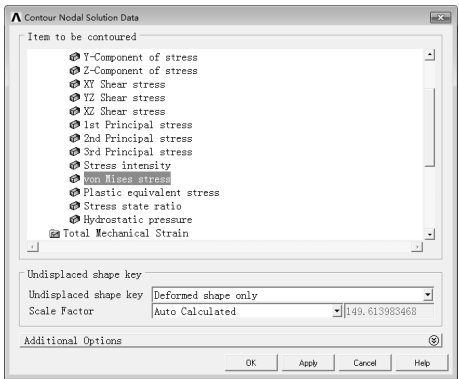 Contour Nodal Solution Data
Item to be contoured
Y-Component of stress
Z-Component of stress
XY Shear stress
YZ Shear stress
XZ Shear stress
1st Principal stress
2nd Principal stress
3rd Principal stress
Stress intensity
von Mises stress
Plastic equivalent stress
Stress state ratio
Hydrostatic pressure
Total Mechanical Strain
Undisplaced shape key
Undisplaced shape key Deformed shape only
Scale Factor Auto Calculated 149.613983468
Additional Options
OK Apply Cancel Help